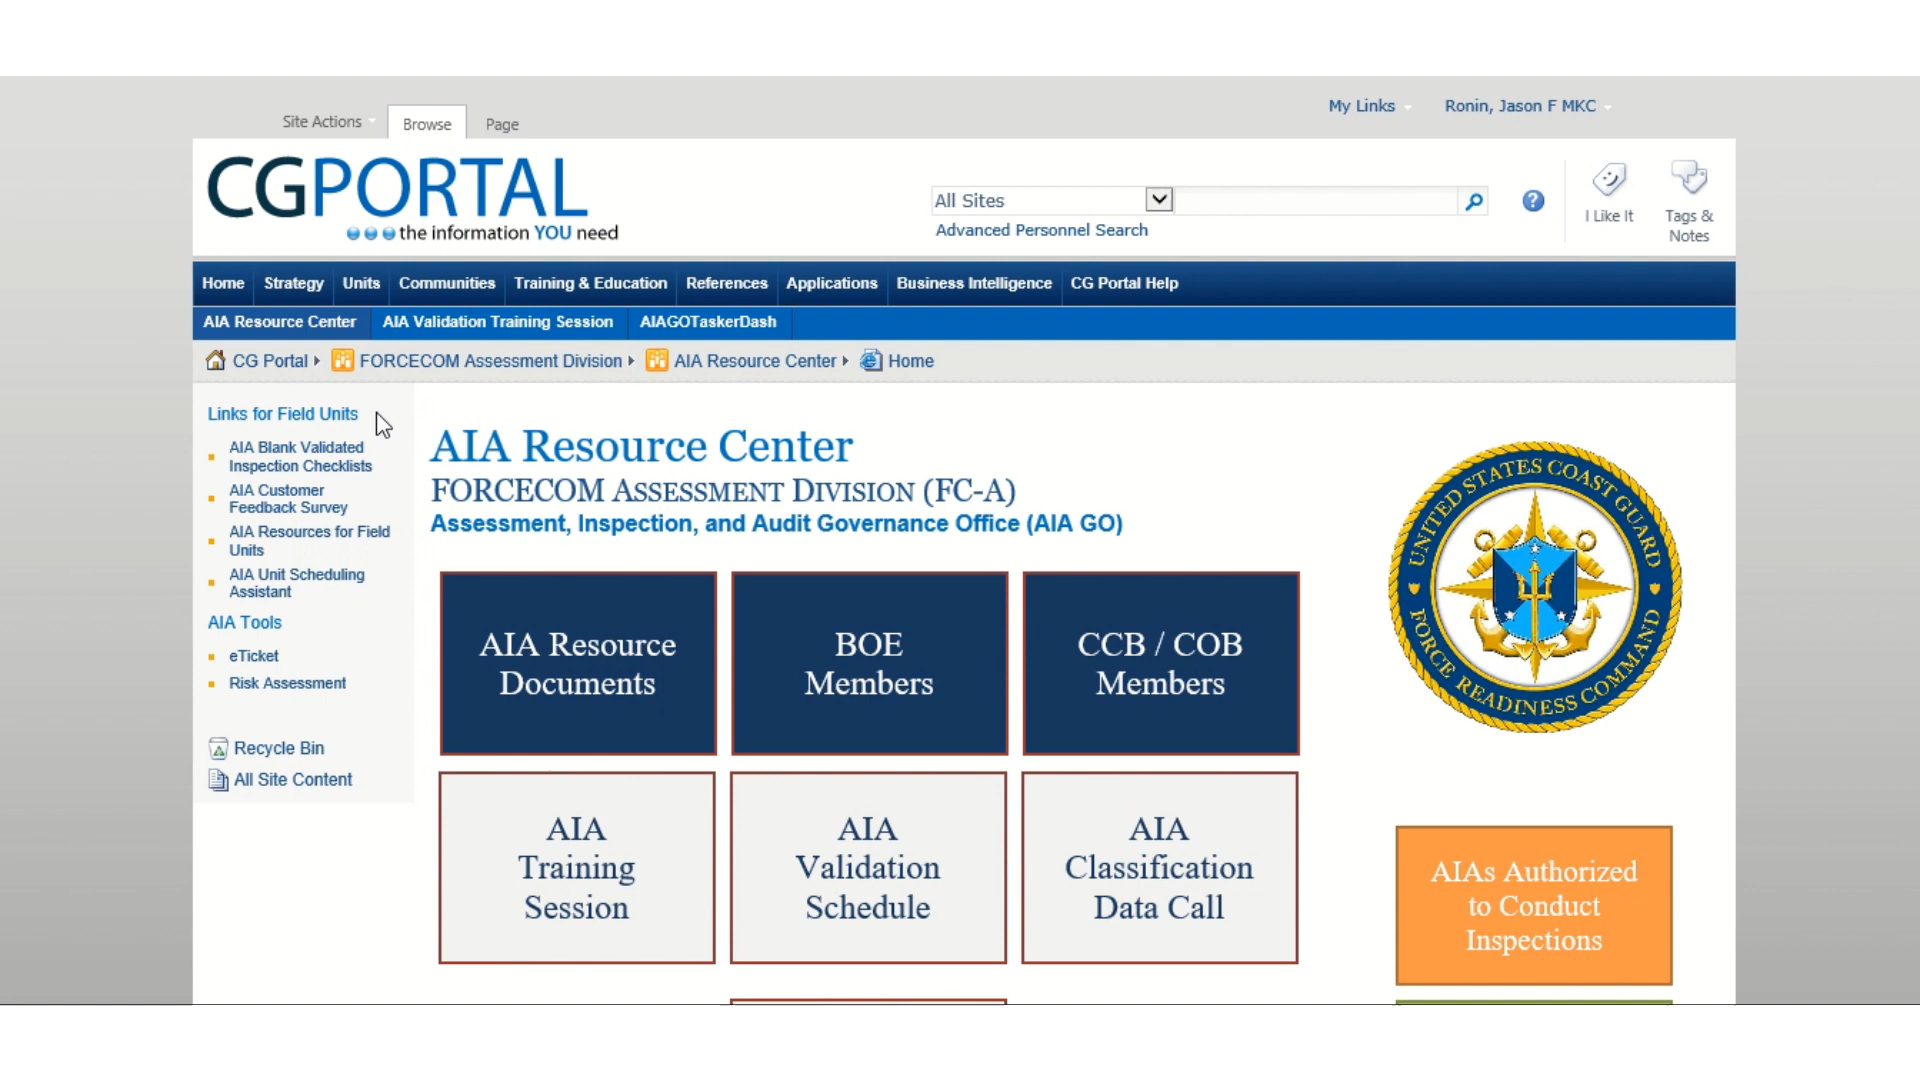 My Links
Ronin, Jason F MKC
Site Actions
Browse
Page
CGPORTAL
the information YOU need
All Sites
Advanced Personnel Search
?
I Like It
Tags &
Notes
Home
Strategy
Units
Communities
Training & Education
References
Applications
Business Intelligence
CG Portal Help
AIA Resource Center
AIA Validation Training Session
AIAGOTaskerDash
CG Portal
FORCECOM Assessment Division
AIA Resource Center
Home
Links for Field Units
AIA Blank Validated
Inspection Checklists
AIA Customer
Feedback Survey
AIA Resources for Field
Units
AIA Unit Scheduling
Assistant
AIA Tools
eTicket
Risk Assessment
Recycle Bin
All Site Content
AIA Resource Center
FORCECOM ASSESSMENT DIVISION (FC-A)
Assessment, Inspection, and Audit Governance Office (AIA GO)
AIA Resource
Documents
BOE
Members
CCB / COB
Members
AIA
Training
Session
AIA
Validation
Schedule
AIA
Classification
Data Call
UNITED STATES COAST GUARD
FORCE READINESS COMMAND
AIAs Authorized
to Conduct
Inspections